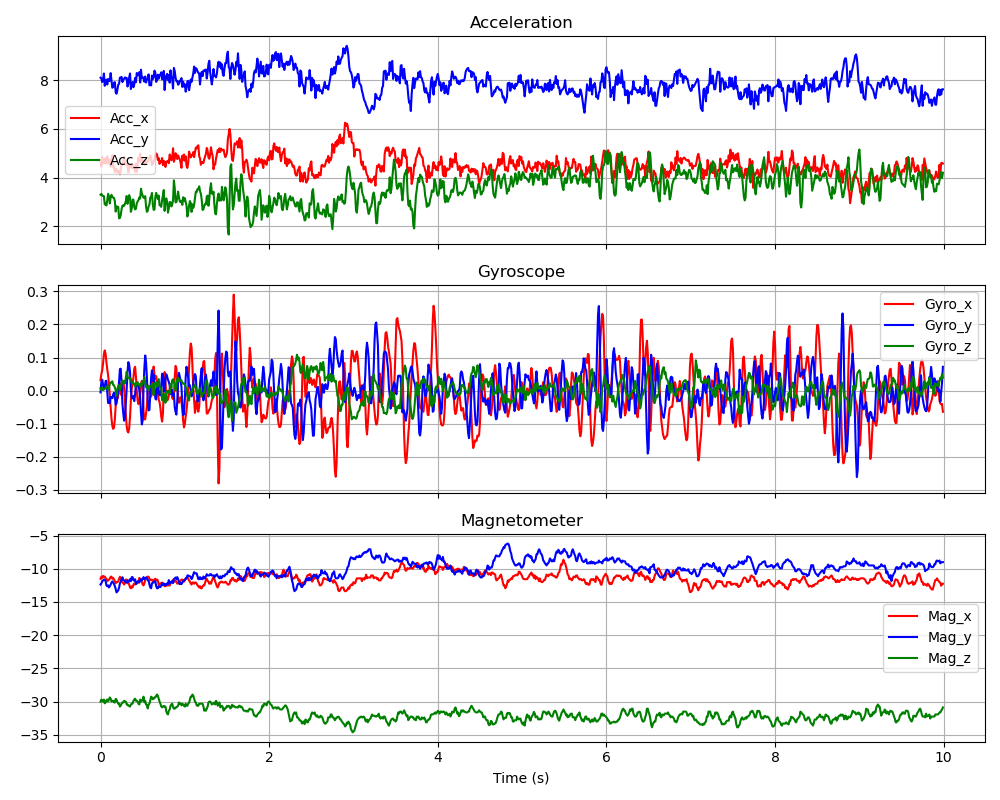 Acceleration
8
6
4
2
Acc_x
Acc_y
Acc_z
Gyroscope
0.3
0.2
0.1
0.0
−0.1
−0.2
−0.3
Gyro_x
Gyro_y
Gyro_z
Magnetometer
−5
−10
−15
−20
−25
−30
−35
Mag_x
Mag_y
Mag_z
0 2 4 6 8 10
Time (s)